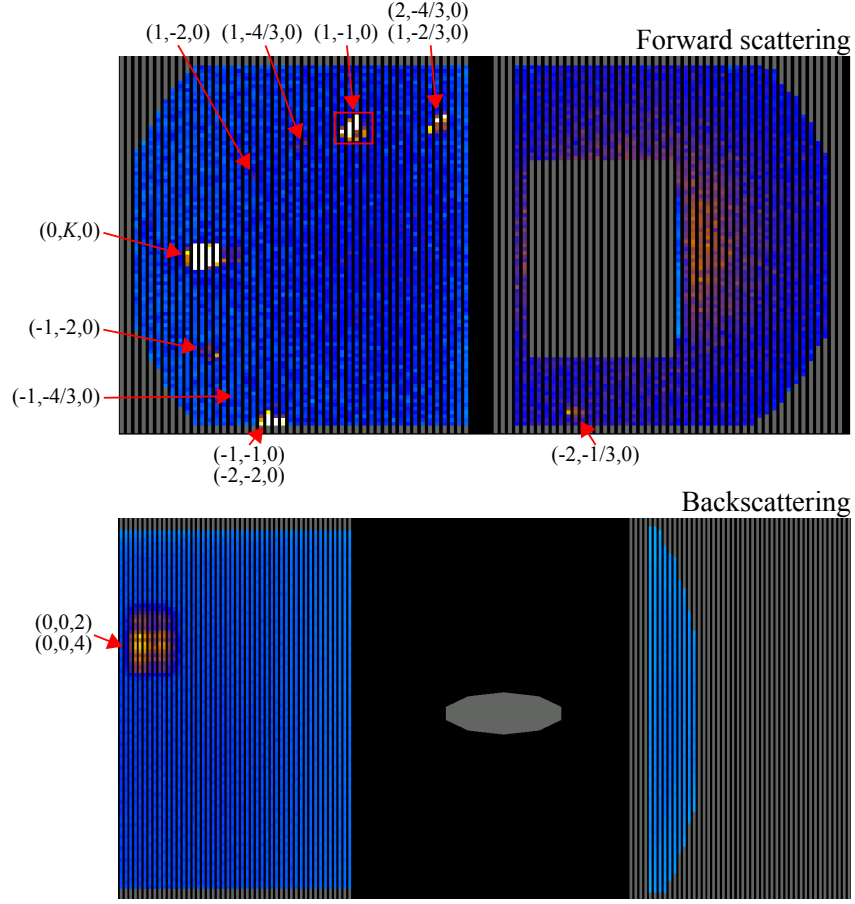 (2,-4/3,0)
(1,-2,0) (1,-4/3,0) (1,-1,0) (1,-2/3,0)
Forward scattering
(0,K,0)
(-1,-2,0)
(-1,-4/3,0)
(-1,-1,0)
(-2,-2,0)
(-2,-1/3,0)
Backscattering
(0,0,2)
(0,0,4)